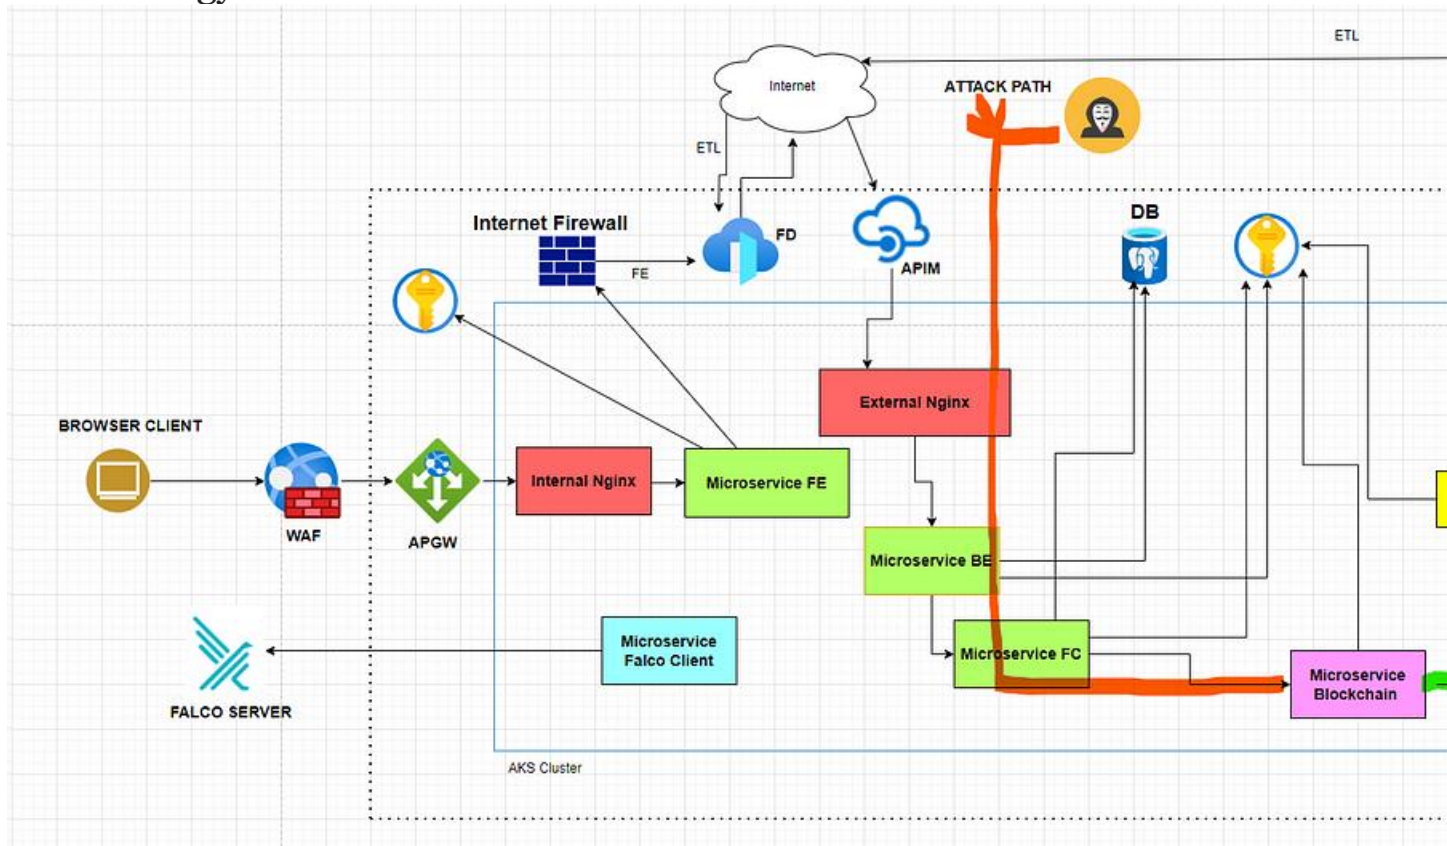 gy
ETL
Internet
ATTACK PATH
ETL
Internet Firewall
FE
FD
APIM
DB
External Nginx
BROWSER CLIENT
WAF
APGW
Internal Nginx
Microservice FE
Microservice BE
Microservice
Falco Client
Microservice FC
Microservice
Blockchain
FALCO SERVER
AKS Cluster